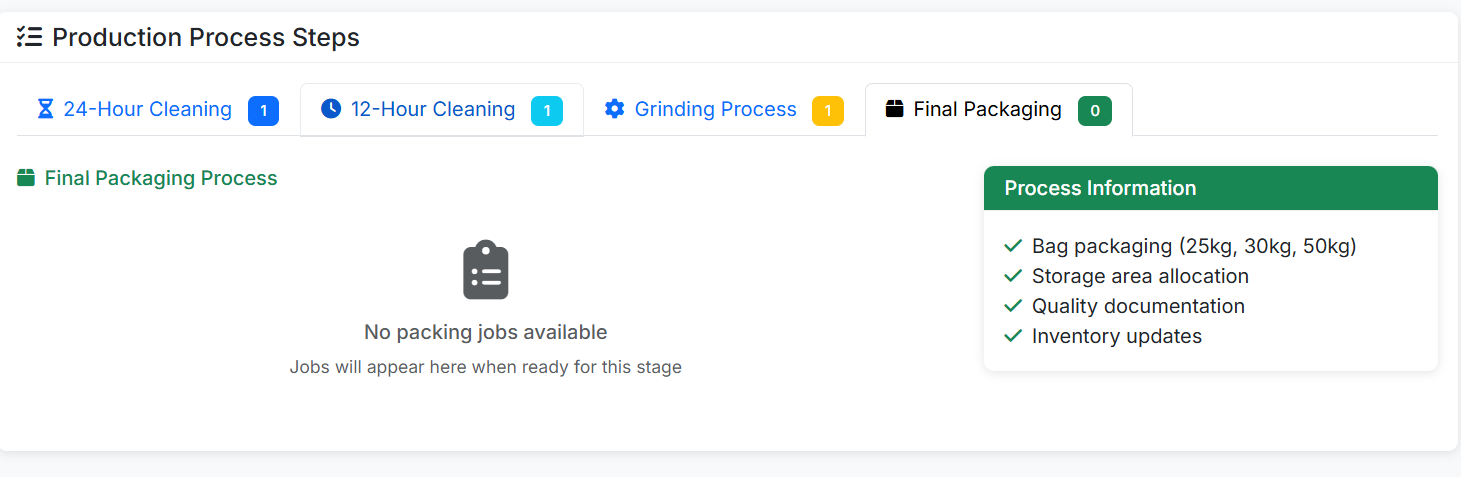 Production Process Steps
24-Hour Cleaning 1
12-Hour Cleaning 1
Grinding Process 1
Final Packaging 0
Final Packaging Process
No packing jobs available
Jobs will appear here when ready for this stage
Process Information
Bag packaging (25kg, 30kg, 50kg)
Storage area allocation
Quality documentation
Inventory updates